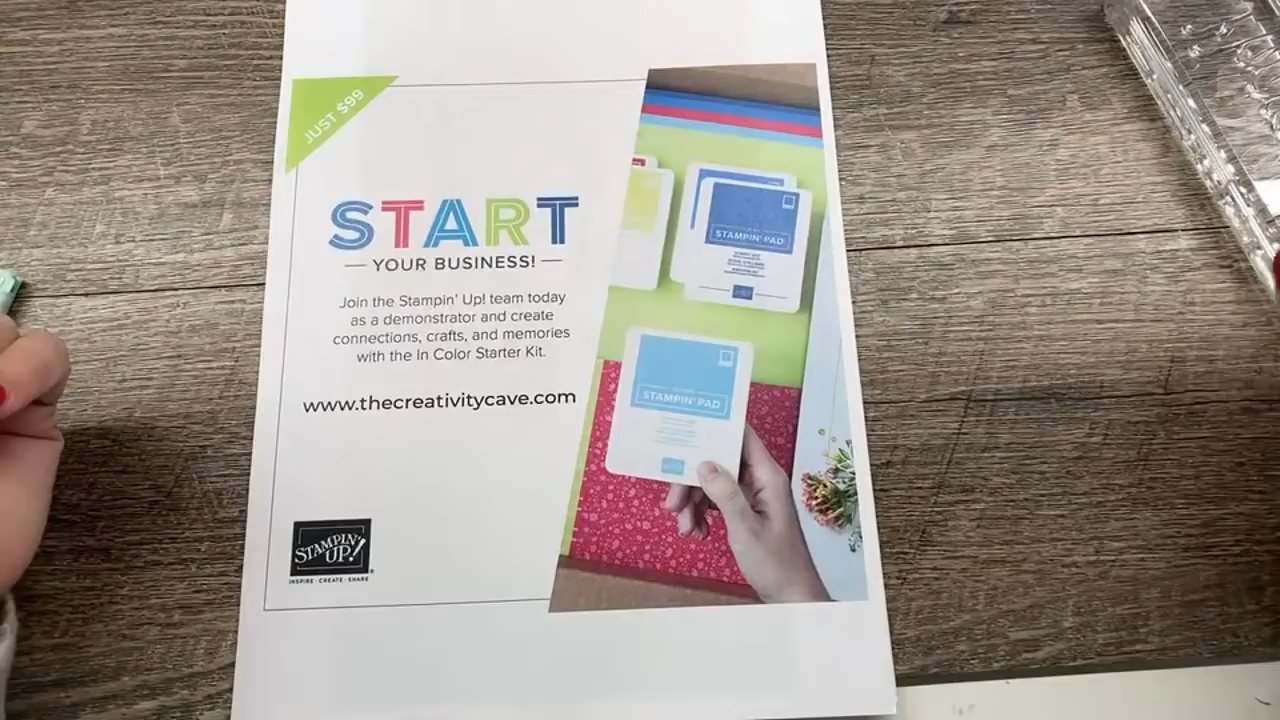 JUST $99
START
YOUR BUSINESS!
Join the Stampin' Up! team today
as a demonstrator and create
connections, crafts, and memories
with the In Color Starter Kit.
www.thecreativitycave.com
STAMPIN' UP!
INSPIRE · CREATE · SHARE
STAMPIN' PAD
STAMPIN' PAD